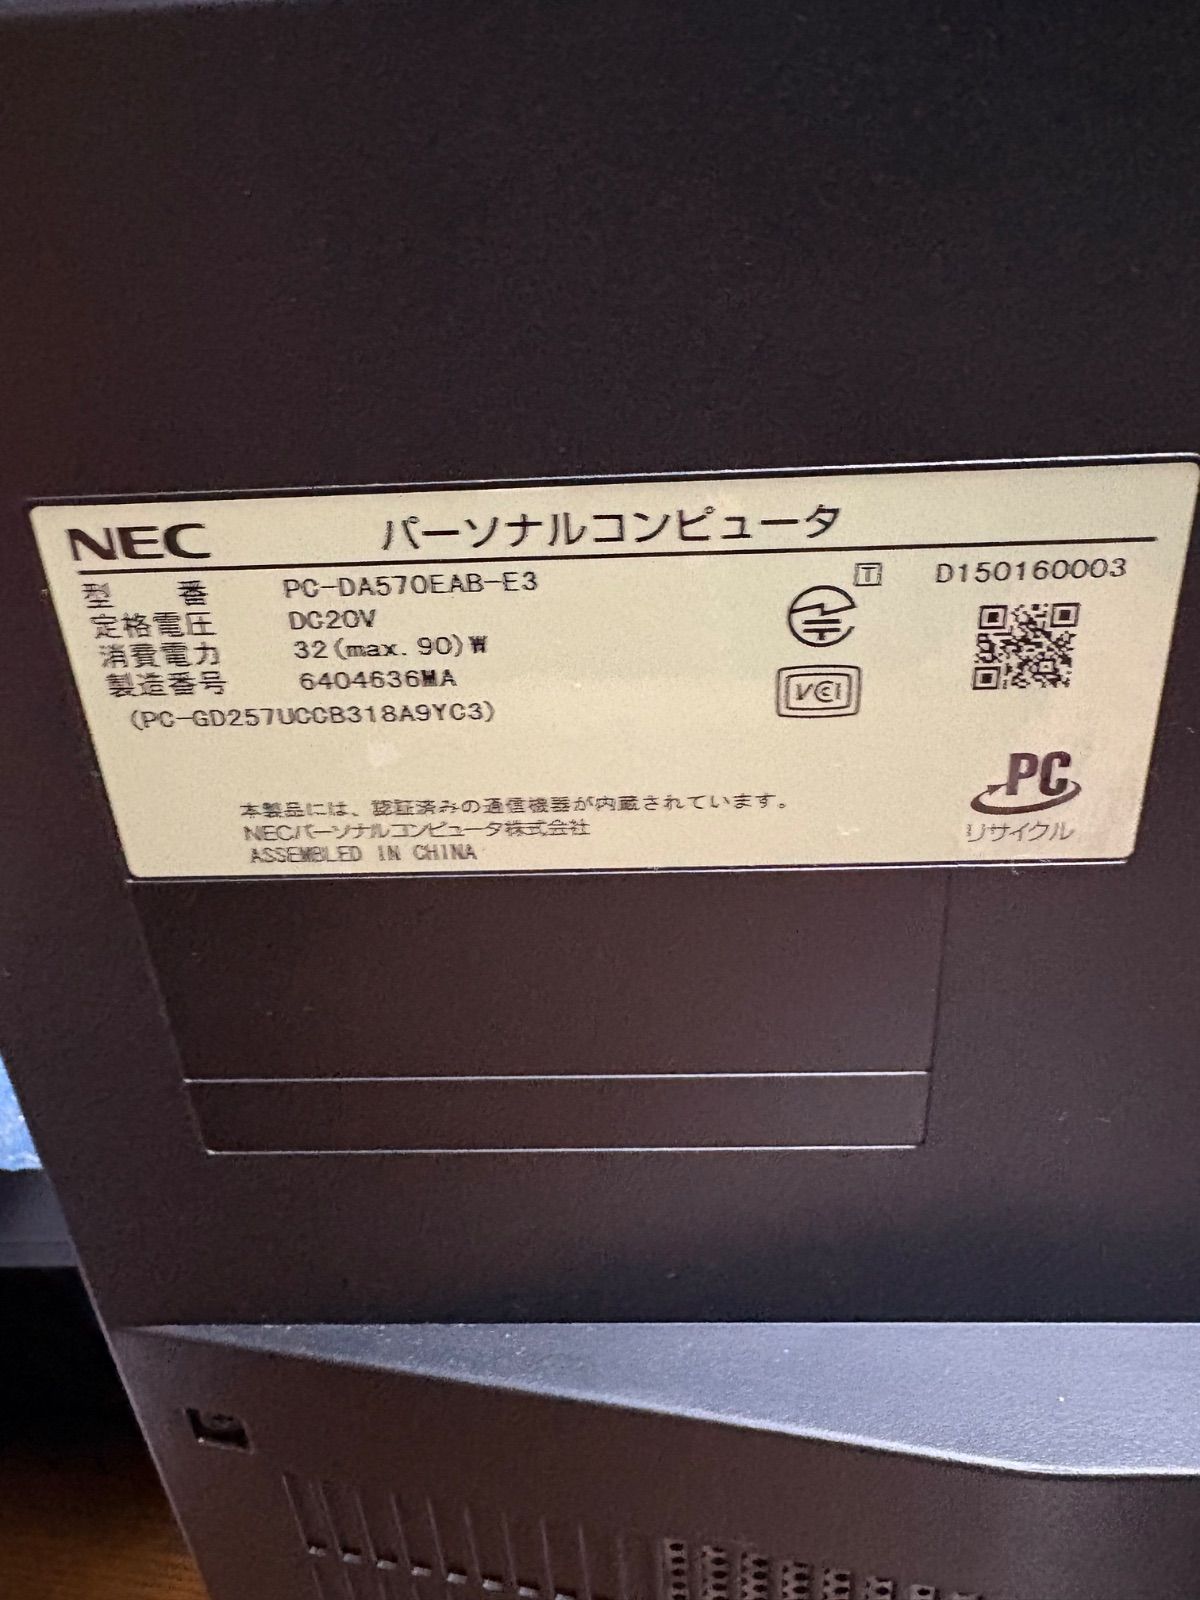 NEC パーソナルコンピュータ
型 番 PC-DA570EAB-E3
定格電圧 DC20V
消費電力 32(max. 90)W
製造番号 6404636MA
(PC-GD257UCCB318A9YC3)
T D150160003
VCI
本製品には、認証済みの通信機器が内蔵されています。
NECパーソナルコンピュータ株式会社
ASSEMBLED IN CHINA
PC
リサイクル